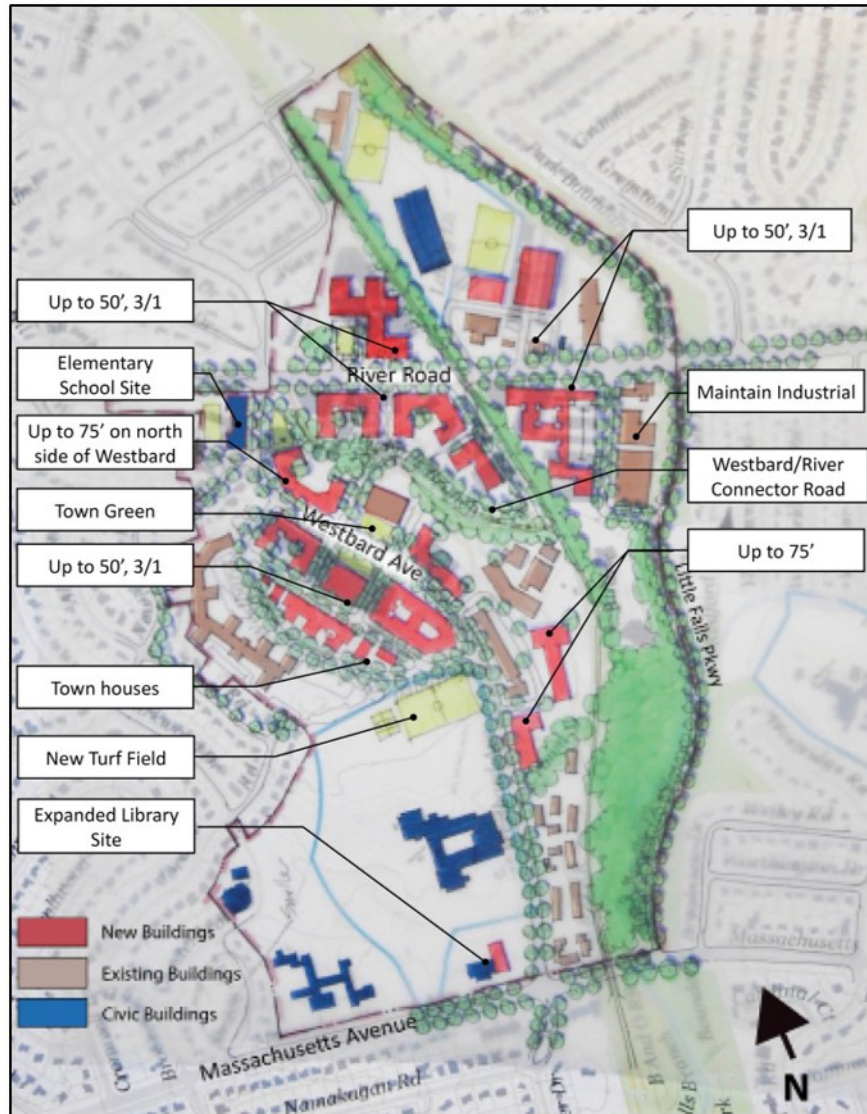 Up to 50’, 3/1
Up to 50’, 3/1
River Road
Elementary
School Site
Maintain Industrial
Up to 75’ on north
side of Westbard
Westbard/River
Connector Road
Town Green
Westbard Ave
Up to 50’, 3/1
Up to 75’
Little Falls Pkwy
Town houses
New Turf Field
Expanded Library
Site
New Buildings
Existing Buildings
Civic Buildings
Massachusetts
Massachusetts Avenue
Namakagan Rd
N